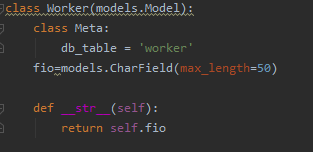 class Worker(models.Model):
    class Meta:
        db_table = 'worker'
    fio=models.CharField(max_length=50)

    def __str__(self):
        return self.fio